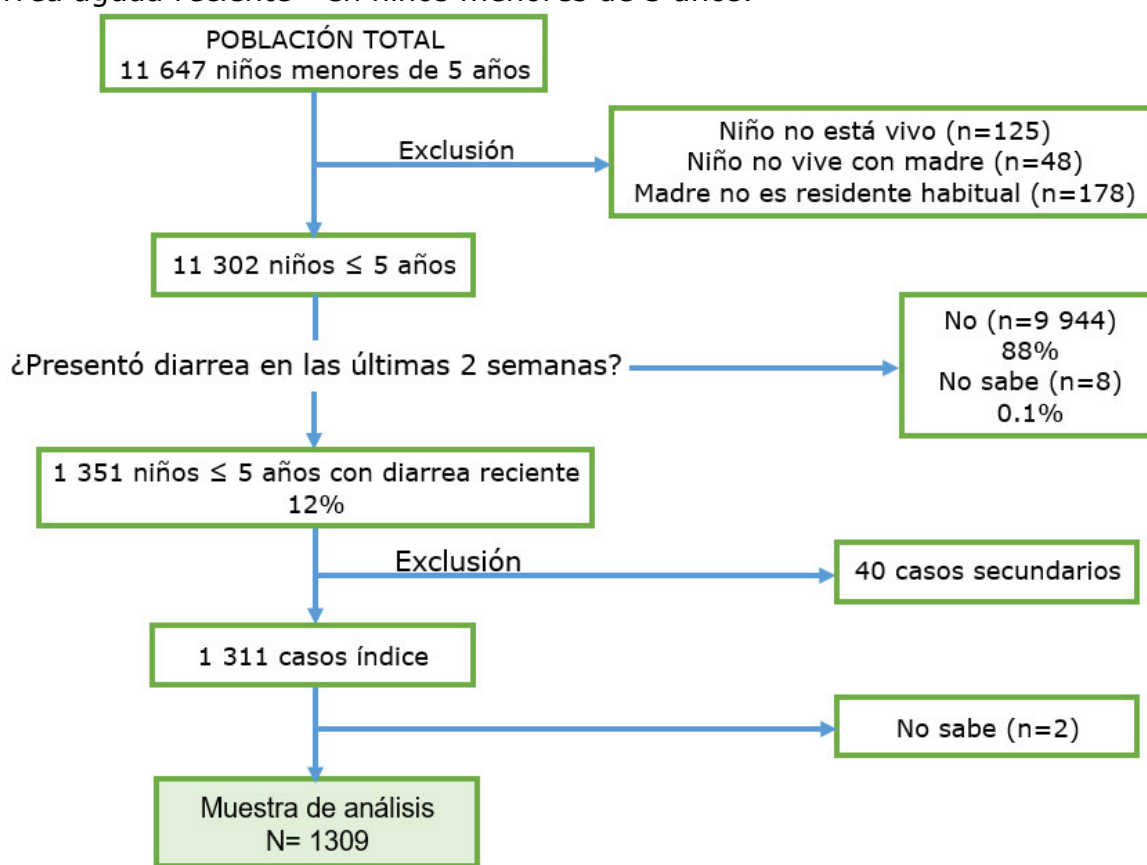 POBLACIÓN TOTAL
11 647 niños menores de 5 años
Exclusión
Niño no está vivo (n=125)
Niño no vive con madre (n=48)
Madre no es residente habitual (n=178)
11 302 niños ≤ 5 años
¿Presentó diarrea en las últimas 2 semanas?
No (n=9 944)
88%
No sabe (n=8)
0.1%
1 351 niños ≤ 5 años con diarrea reciente
12%
Exclusión
40 casos secundarios
1 311 casos índice
No sabe (n=2)
Muestra de análisis
N= 1309